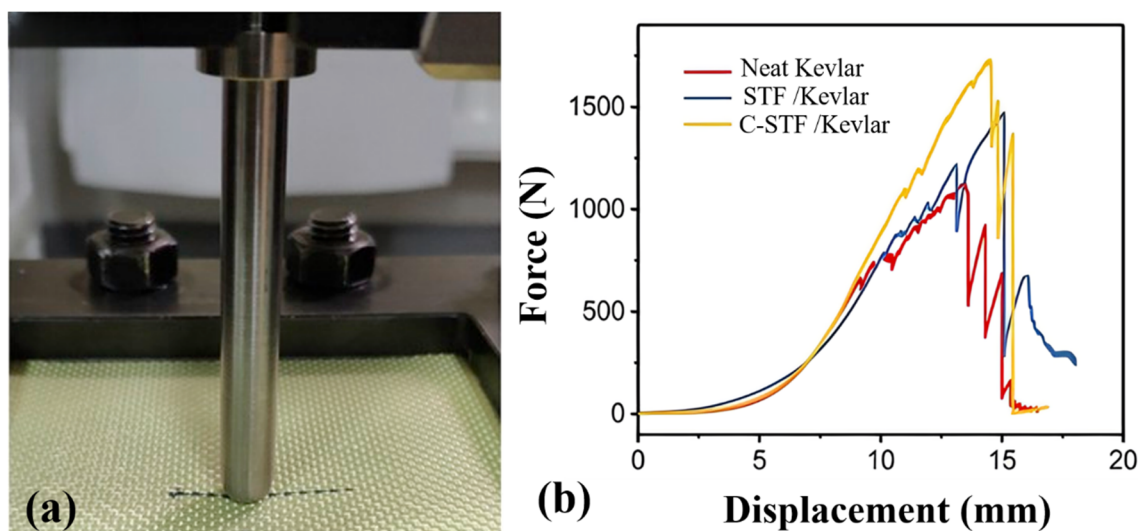 (a)
Force (N)
1500
1000
500
0
Neat Kevlar
STF /Kevlar
C-STF /Kevlar
0 5 10 15 20
(b)
Displacement (mm)